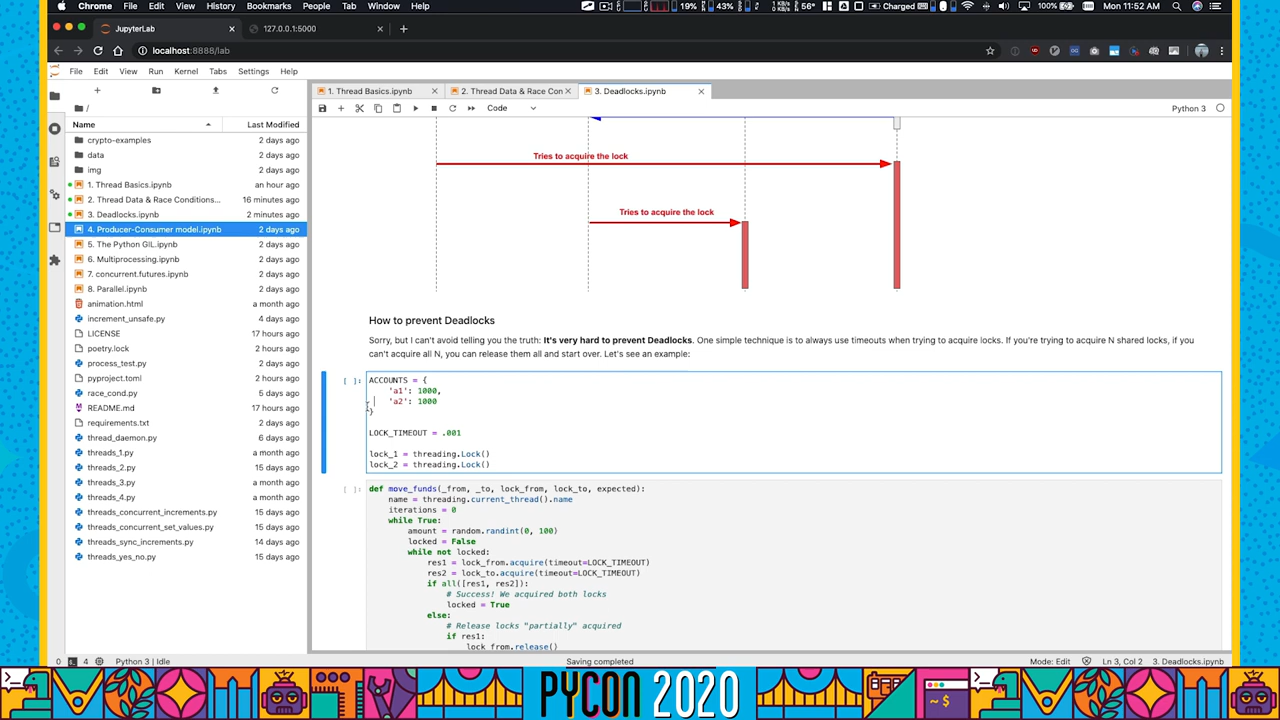 Chrome File Edit View History Bookmarks People Tab Window Help 19% 43% 56° Charged 100% Mon 11:52 AM
JupyterLab 127.0.0.1:5000
localhost:8888/lab
File Edit View Run Kernel Tabs Settings Help
1. Thread Basics.ipynb 2. Thread Data & Race Con 3. Deadlocks.ipynb
/
Code Python 3
Name Last Modified
crypto-examples 2 days ago
data 2 days ago
img 2 days ago
1. Thread Basics.ipynb an hour ago
2. Thread Data & Race Conditions... 16 minutes ago
3. Deadlocks.ipynb 2 minutes ago
4. Producer-Consumer model.ipynb 2 days ago
5. The Python GIL.ipynb 2 days ago
6. Multiprocessing.ipynb 2 days ago
7. concurrent.futures.ipynb 2 days ago
8. Parallel.ipynb 2 days ago
animation.html a month ago
increment_unsafe.py 4 days ago
LICENSE 17 hours ago
poetry.lock 2 days ago
process_test.py 2 days ago
pyproject.toml 2 hours ago
race_cond.py 5 days ago
README.md 17 hours ago
requirements.txt 2 days ago
thread_daemon.py 6 days ago
threads_1.py a month ago
threads_2.py 15 days ago
threads_3.py a month ago
threads_4.py a month ago
threads_concurrent_increments.py 15 days ago
threads_concurrent_set_values.py 15 days ago
threads_sync_increments.py 14 days ago
threads_yes_no.py 15 days ago
Tries to acquire the lock
Tries to acquire the lock
How to prevent Deadlocks
Sorry, but I can't avoid telling you the truth: It's very hard to prevent Deadlocks. One simple technique is to always use timeouts when trying to acquire locks. If you're trying to acquire N shared locks, if you
can't acquire all N, you can release them all and start over. Let's see an example:
[ ]: ACCOUNTS = {
'a1': 1000,
'a2': 1000
}
LOCK_TIMEOUT = .001
lock_1 = threading.Lock()
lock_2 = threading.Lock()
[ ]: def move_funds(_from, _to, lock_from, lock_to, expected):
name = threading.current_thread().name
iterations = 0
while True:
amount = random.randint(0, 100)
locked = False
while not locked:
res1 = lock_from.acquire(timeout=LOCK_TIMEOUT)
res2 = lock_to.acquire(timeout=LOCK_TIMEOUT)
if all([res1, res2]):
# Success! We acquired both locks
locked = True
else:
# Release locks "partially" acquired
if res1:
lock_from.release()
4 Python 3 | Idle Saving completed Mode: Edit Ln 3, Col 2 3. Deadlocks.ipynb
PYCON 2020
~ $